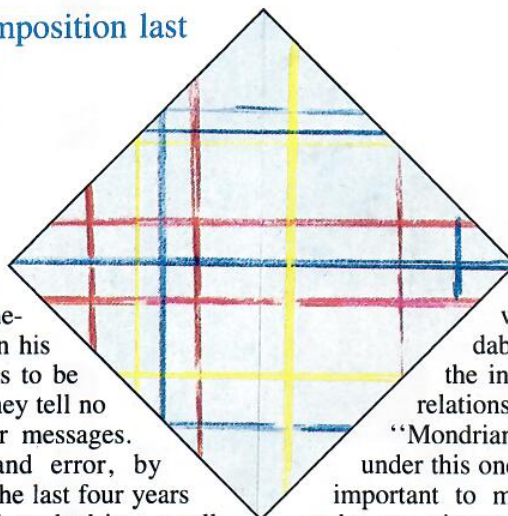 mposition last
ne-
n his
s to be
hey tell no
r messages.
and error, by
he last four years
dab
the in
relations
"Mondrian
under this one
important to m